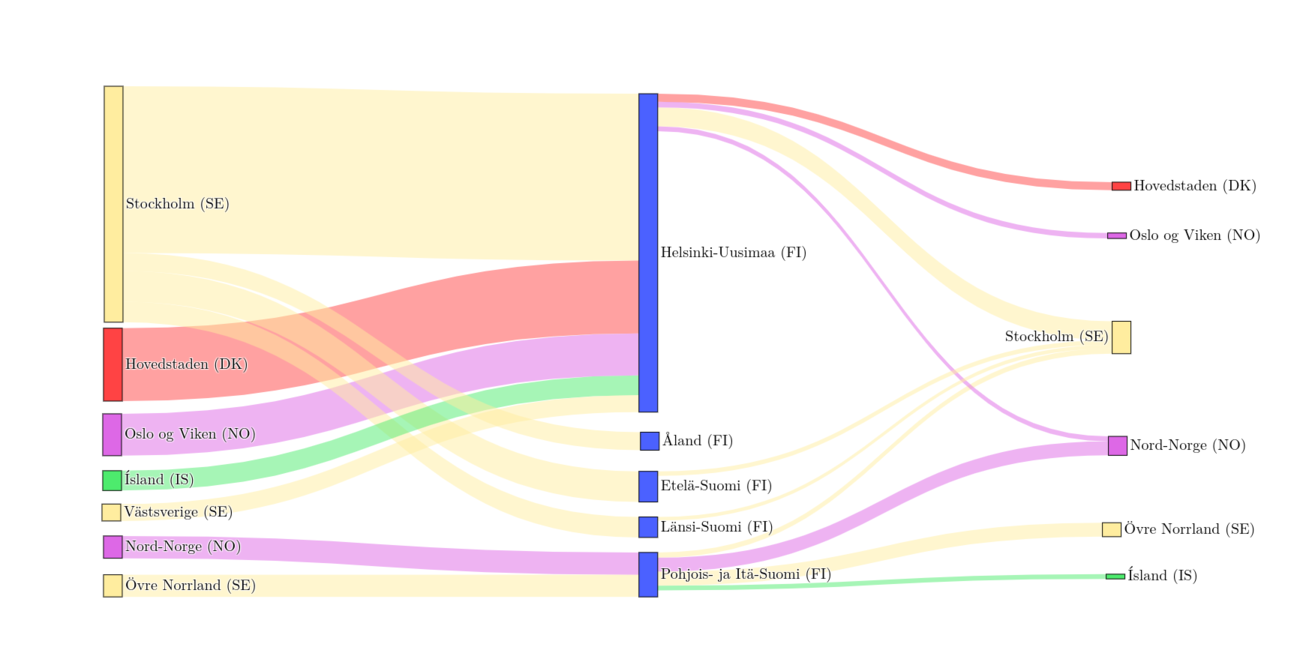 Stockholm (SE)
Hovedstaden (DK)
Oslo og Viken (NO)
Ísland (IS)
Västsverige (SE)
Nord-Norge (NO)
Övre Norrland (SE)
Helsinki-Uusimaa (FI)
Åland (FI)
Etelä-Suomi (FI)
Länsi-Suomi (FI)
Pohjois- ja Itä-Suomi (FI)
Hovedstaden (DK)
Oslo og Viken (NO)
Stockholm (SE)
Nord-Norge (NO)
Övre Norrland (SE)
Ísland (IS)